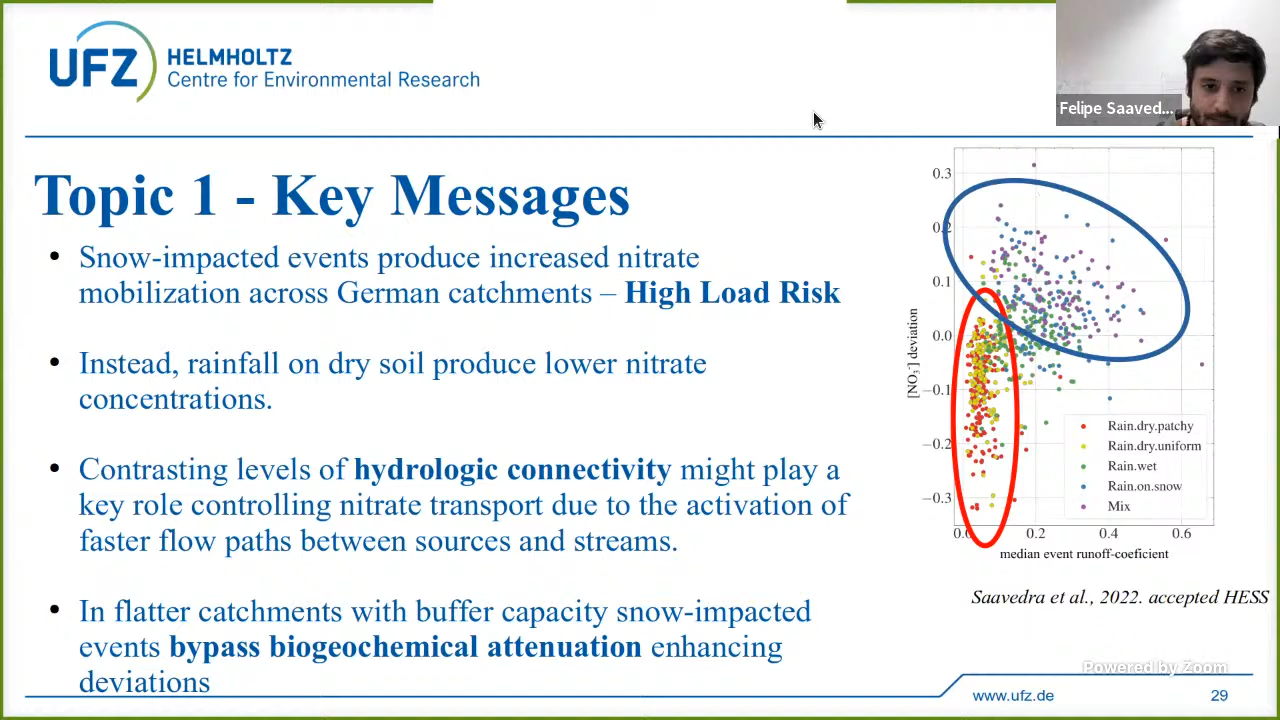 UFZ
HELMHOLTZ
Centre for Environmental Research
Felipe Saaved...
Topic 1 - Key Messages
Snow-impacted events produce increased nitrate
mobilization across German catchments – High Load Risk
Instead, rainfall on dry soil produce lower nitrate
concentrations.
Contrasting levels of hydrologic connectivity might play a
key role controlling nitrate transport due to the activation of
faster flow paths between sources and streams.
In flatter catchments with buffer capacity snow-impacted
events bypass biogeochemical attenuation enhancing
deviations
0.3
0.2
0.1
0.0
−0.1
−0.2
−0.3
[NO₃⁻] deviation
Rain.dry.patchy
Rain.dry.uniform
Rain.wet
Rain.on.snow
Mix
0.0 0.2 0.4 0.6
median event runoff-coeficient
Saavedra et al., 2022. accepted HESS
Powered by Zoom
www.ufz.de
29